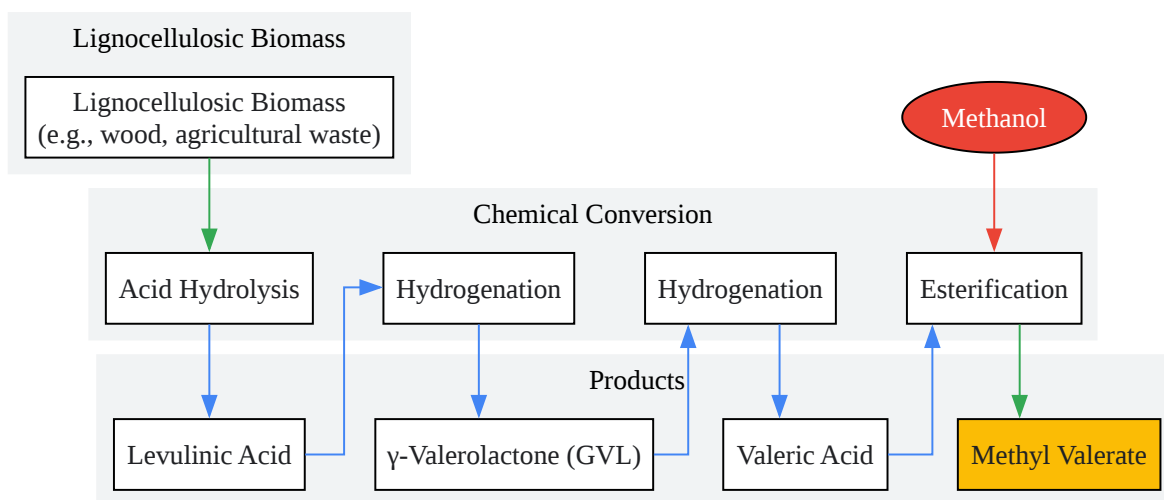 Lignocellulosic Biomass
Lignocellulosic Biomass
(e.g., wood, agricultural waste)
Methanol
Chemical Conversion
Acid Hydrolysis
Hydrogenation
Hydrogenation
Esterification
Products
Levulinic Acid
γ-Valerolactone (GVL)
Valeric Acid
Methyl Valerate